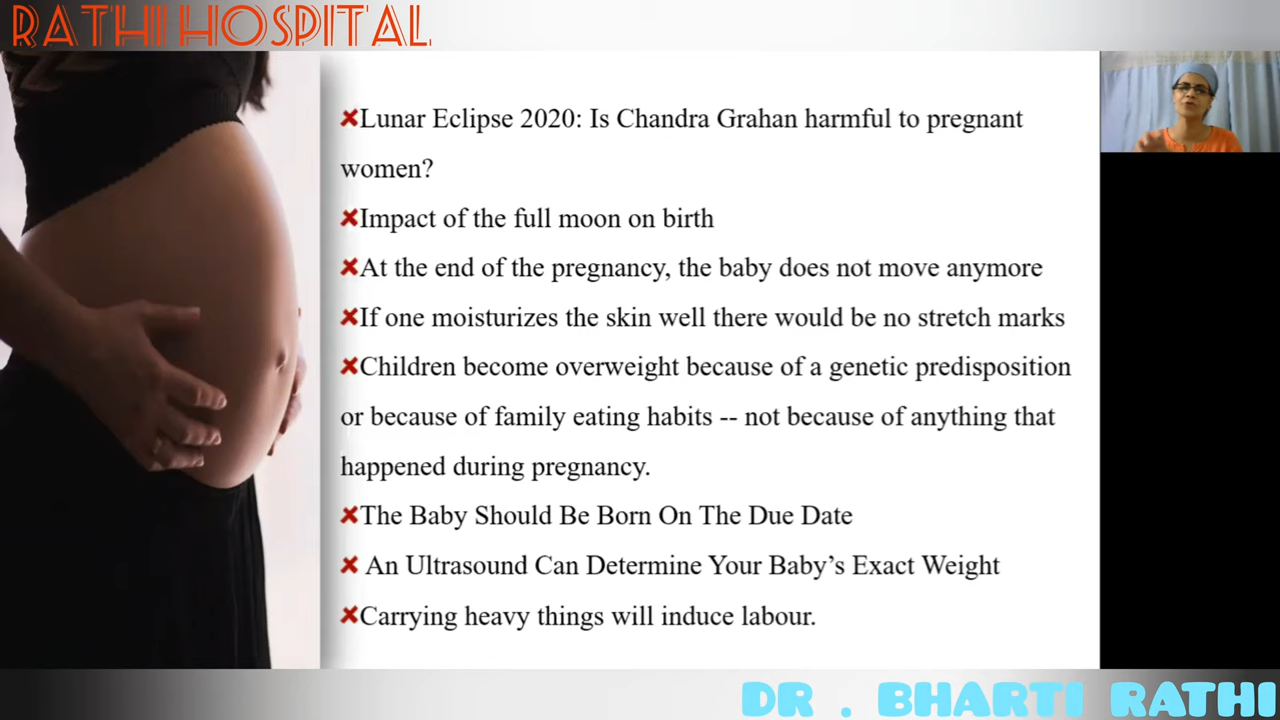 RATHI HOSPITAL
✘Lunar Eclipse 2020: Is Chandra Grahan harmful to pregnant
women?
✘Impact of the full moon on birth
✘At the end of the pregnancy, the baby does not move anymore
✘If one moisturizes the skin well there would be no stretch marks
✘Children become overweight because of a genetic predisposition
or because of family eating habits -- not because of anything that
happened during pregnancy.
✘The Baby Should Be Born On The Due Date
✘ An Ultrasound Can Determine Your Baby’s Exact Weight
✘Carrying heavy things will induce labour.
DR . BHARTI RATHI